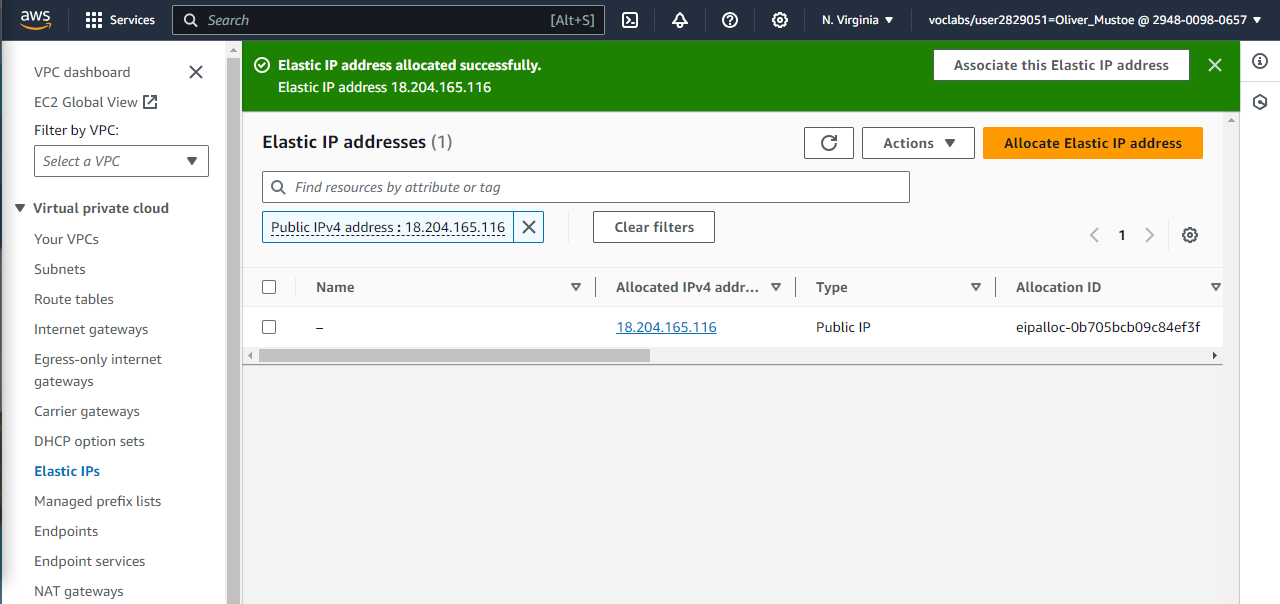 aws
Services
Search
[Alt+S]
N. Virginia
voclabs/user2829051=Oliver_Mustoe @ 2948-0098-0657
VPC dashboard
EC2 Global View
Filter by VPC:
Select a VPC
Virtual private cloud
Your VPCs
Subnets
Route tables
Internet gateways
Egress-only internet
gateways
Carrier gateways
DHCP option sets
Elastic IPs
Managed prefix lists
Endpoints
Endpoint services
NAT gateways
Elastic IP address allocated successfully.
Elastic IP address 18.204.165.116
Associate this Elastic IP address
Elastic IP addresses (1)
Actions
Allocate Elastic IP address
Find resources by attribute or tag
Public IPv4 address : 18.204.165.116
Clear filters
1
Name
Allocated IPv4 addr...
Type
Allocation ID
–
18.204.165.116
Public IP
eipalloc-0b705bcb09c84ef3f